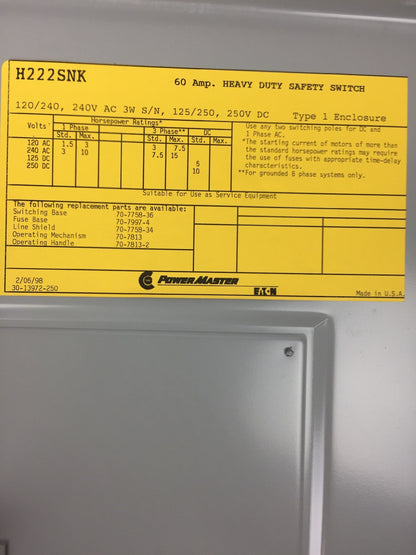 H222SNK
60 Amp. HEAVY DUTY SAFETY SWITCH
120/240, 240V AC 3W S/N, 125/250, 250V DC Type 1 Enclosure
Horsepower Ratings*
Volts 1 Phase 3 Phase** DC
Std. Max. Std. Max. Std. Max.
120 AC 1.5 3 3 7.5
240 AC 3 10 7.5 15
125 DC 5
250 DC 10
Use any two switching poles for DC and
1 Phase AC.
*The starting current of motors of more than
the standard horsepower ratings may require
the use of fuses with appropriate time-delay
characteristics.
**For grounded B phase systems only.
Suitable for Use as Service Equipment
The following replacement parts are available:
Switching Base 70-7758-36
Fuse Base 70-7997-4
Line Shield 70-7758-34
Operating Mechanism 70-7813
Operating Handle 70-7813-2
POWERMASTER
2/06/98
30-13972-250
EATON
Made in U.S.A.